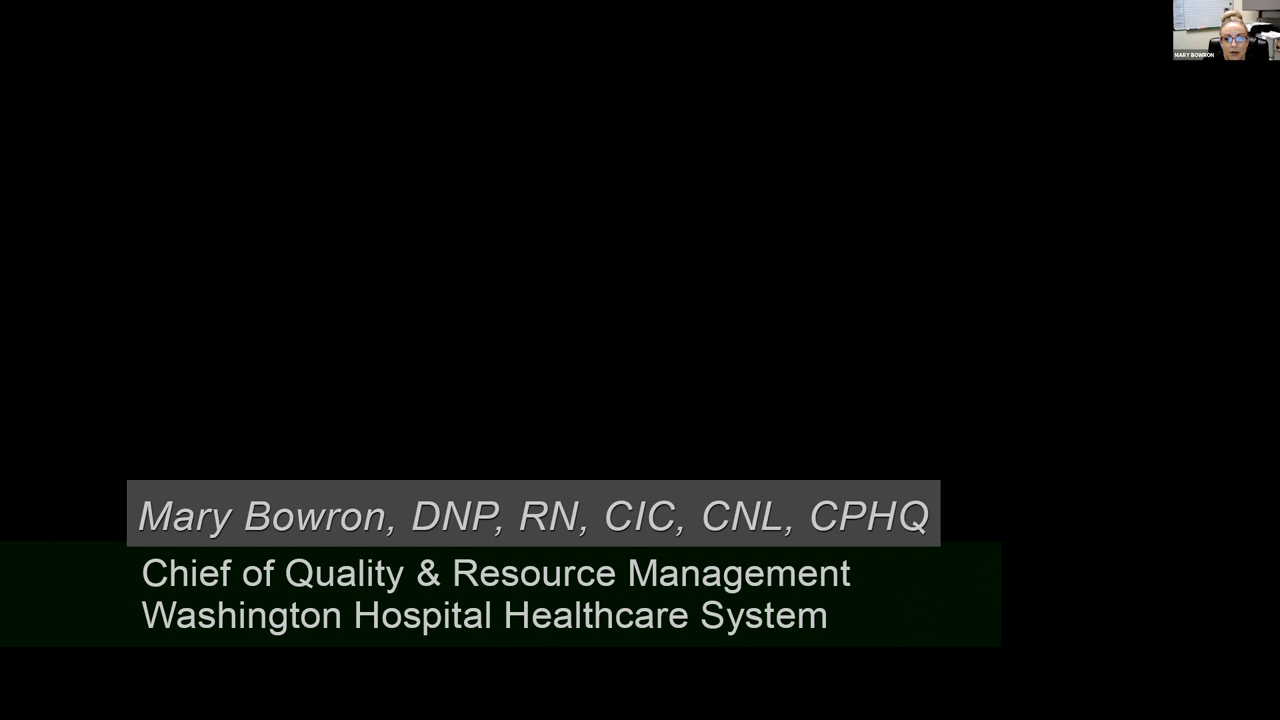 MARY BOWRON
Mary Bowron, DNP, RN, CIC, CNL, CPHQ
Chief of Quality & Resource Management
Washington Hospital Healthcare System